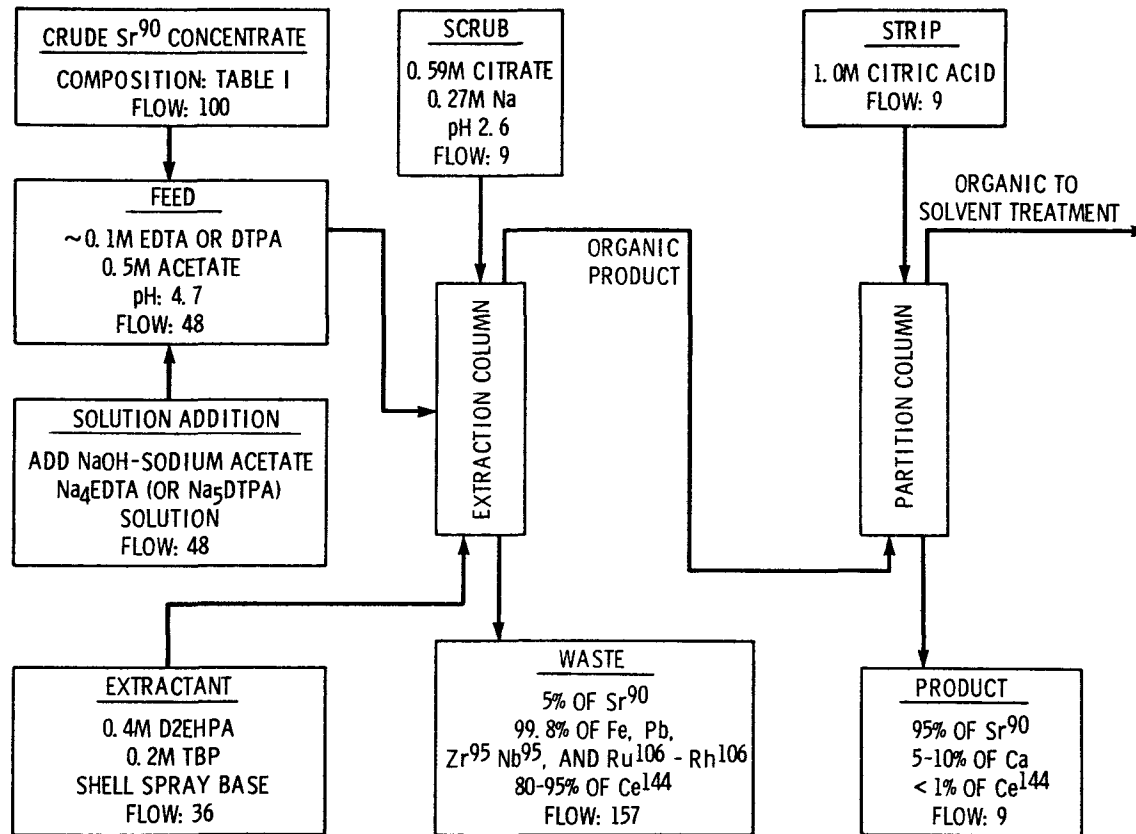 CRUDE Sr90 CONCENTRATE
COMPOSITION: TABLE I
FLOW: 100
SCRUB
0.59M CITRATE
0.27M Na
pH 2.6
FLOW: 9
STRIP
1.0M CITRIC ACID
FLOW: 9
FEED
~0.1M EDTA OR DTPA
0.5M ACETATE
pH: 4.7
FLOW: 48
ORGANIC
PRODUCT
ORGANIC TO
SOLVENT TREATMENT
SOLUTION ADDITION
ADD NaOH-SODIUM ACETATE
Na4EDTA (OR Na5DTPA)
SOLUTION
FLOW: 48
EXTRACTION COLUMN
PARTITION COLUMN
EXTRACTANT
0.4M D2EHPA
0.2M TBP
SHELL SPRAY BASE
FLOW: 36
WASTE
5% OF Sr90
99.8% OF Fe, Pb,
Zr95 Nb95, AND Ru106 - Rh106
80-95% OF Ce144
FLOW: 157
PRODUCT
95% OF Sr90
5-10% OF Ca
< 1% OF Ce144
FLOW: 9